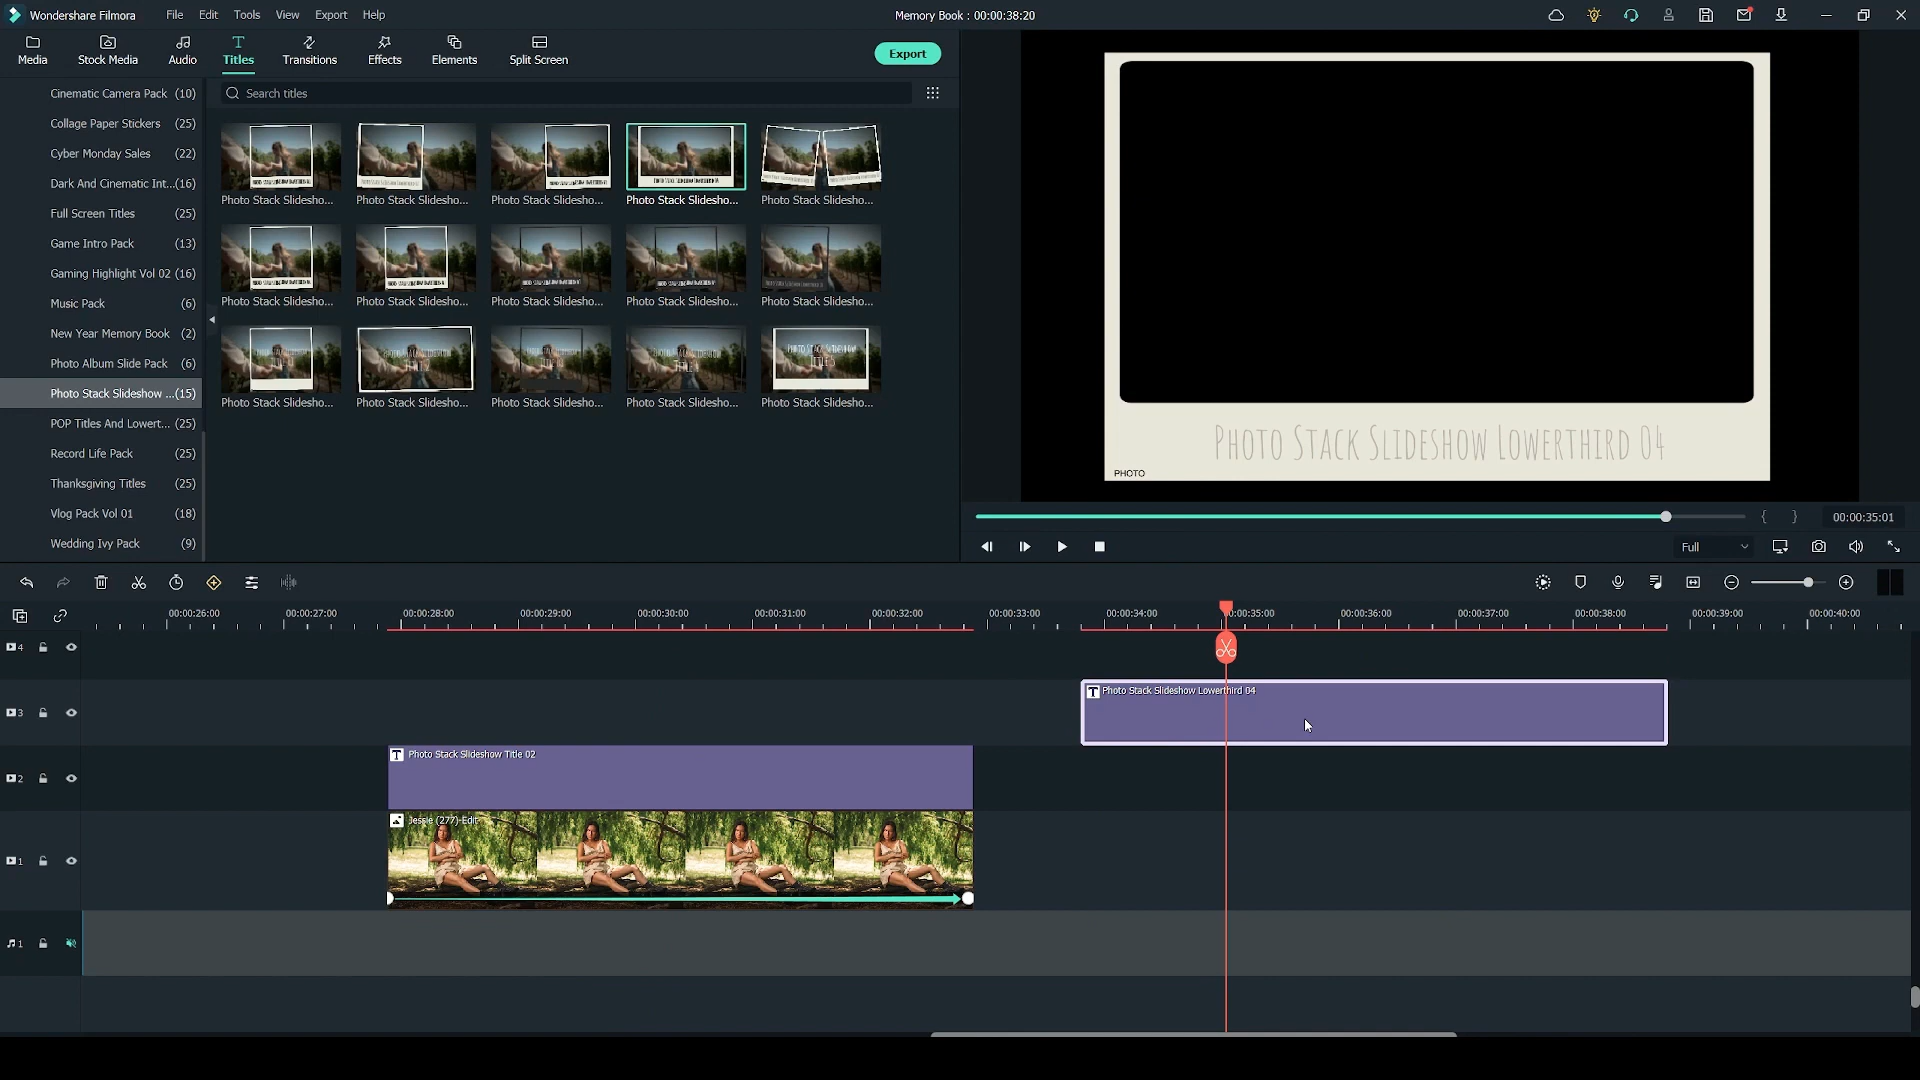 Wondershare Filmora File Edit Tools View Export Help Memory Book : 00:00:38:20
Media Stock Media Audio Titles Transitions Effects Elements Split Screen Export
Search titles
Cinematic Camera Pack (10)
Collage Paper Stickers (25)
Cyber Monday Sales (22)
Dark And Cinematic Int...(16)
Full Screen Titles (25)
Game Intro Pack (13)
Gaming Highlight Vol 02 (16)
Music Pack (6)
New Year Memory Book (2)
Photo Album Slide Pack (6)
Photo Stack Slideshow ...(15)
POP Titles And Lowert... (25)
Record Life Pack (25)
Thanksgiving Titles (25)
Vlog Pack Vol 01 (18)
Wedding Ivy Pack (9)
Photo Stack Slidesho... Photo Stack Slidesho... Photo Stack Slidesho... Photo Stack Slidesho... Photo Stack Slidesho...
Photo Stack Slidesho... Photo Stack Slidesho... Photo Stack Slidesho... Photo Stack Slidesho... Photo Stack Slidesho...
Photo Stack Slidesho... Photo Stack Slidesho... Photo Stack Slidesho... Photo Stack Slidesho... Photo Stack Slidesho...
Photo Stack Slideshow Lowerthird 04
PHOTO
{ } 00:00:35:01
Full
00:00:26:00 00:00:27:00 00:00:28:00 00:00:29:00 00:00:30:00 00:00:31:00 00:00:32:00 00:00:33:00 00:00:34:00 00:00:35:00 00:00:36:00 00:00:37:00 00:00:38:00 00:00:39:00 00:00:40:00
4
3
Photo Stack Slideshow Lowerthird 04
2
Photo Stack Slideshow Title 02
1
Jessie (277)-Edit
1